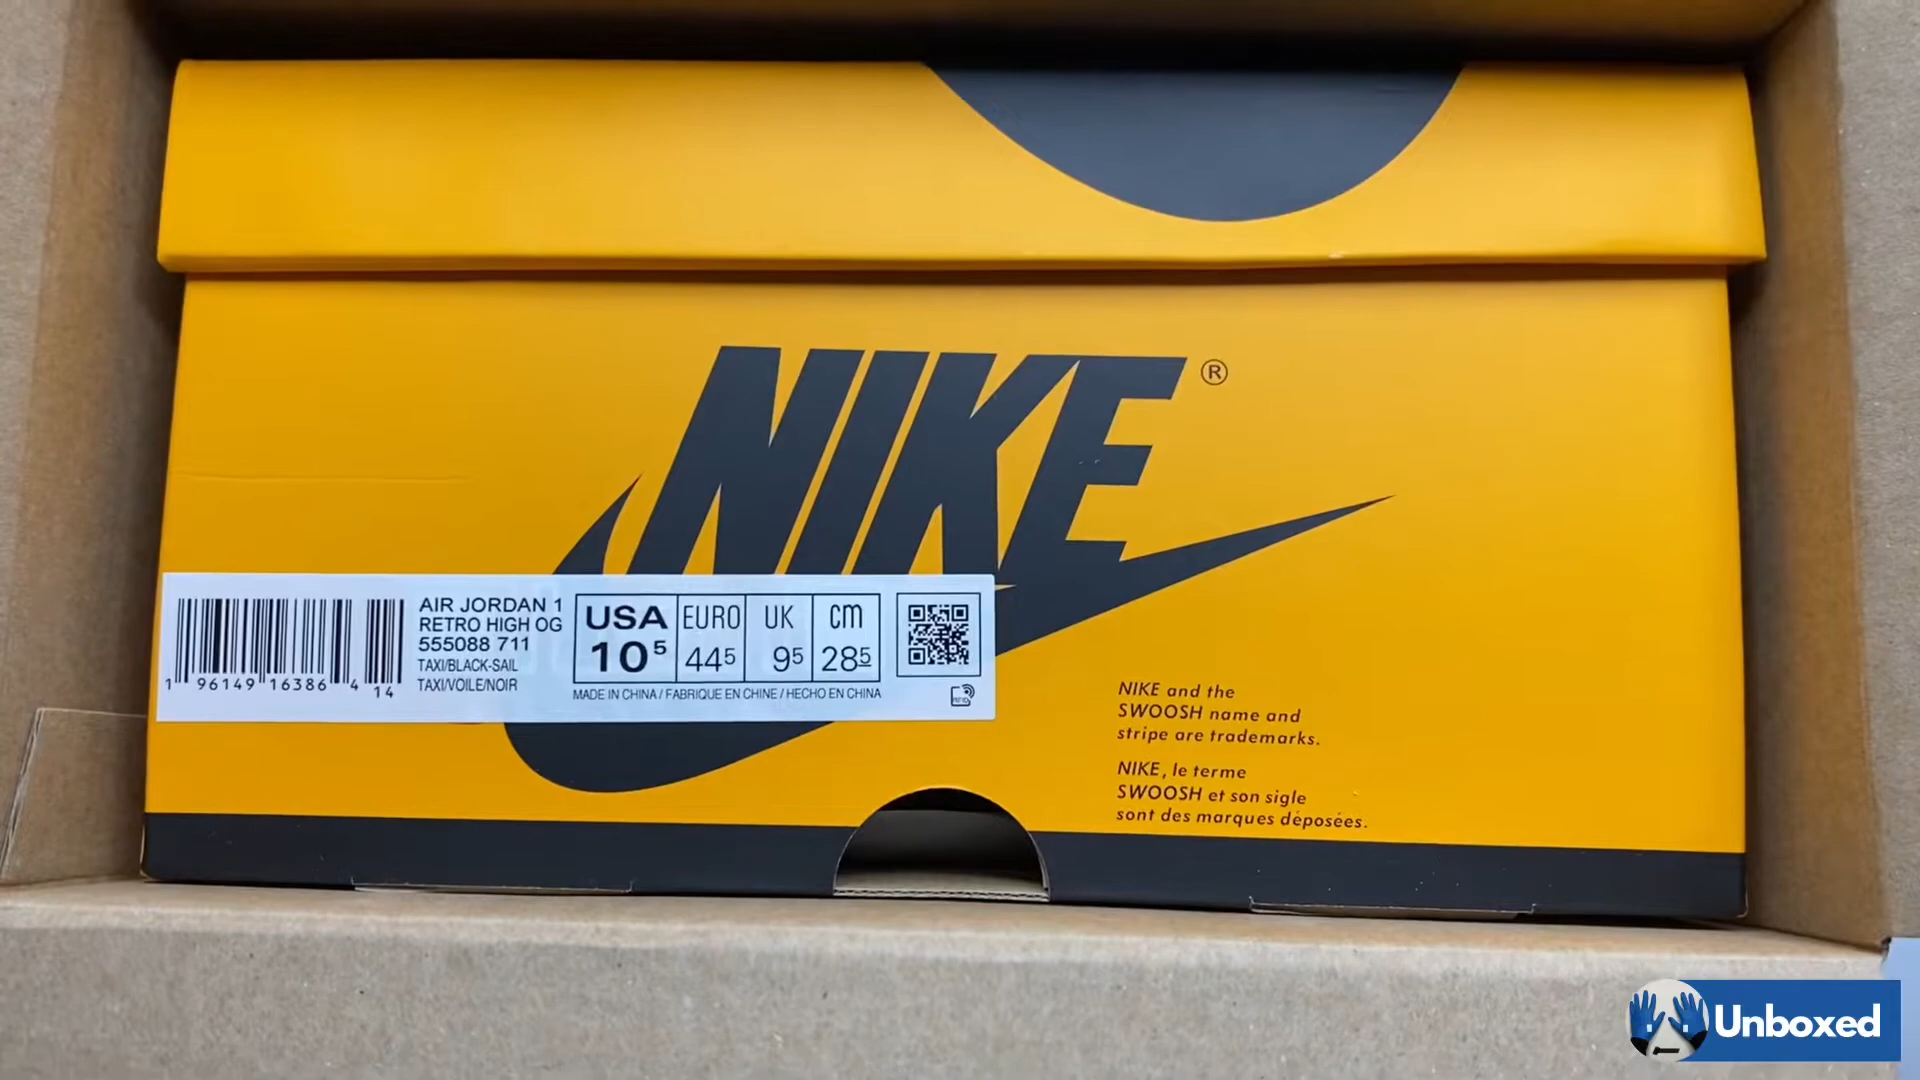 NIKE®
AIR JORDAN 1
RETRO HIGH OG
555088 711
TAXI/BLACK-SAIL
TAXI/VOILE/NOIR
1 96149 16386 4 14
USA EURO UK CM
10⁵ 44⁵ 9⁵ 28⁵
MADE IN CHINA / FABRIQUE EN CHINE / HECHO EN CHINA
NIKE and the
SWOOSH name and
stripe are trademarks.
NIKE, le terme
SWOOSH et son sigle
sont des marques déposées.
Unboxed